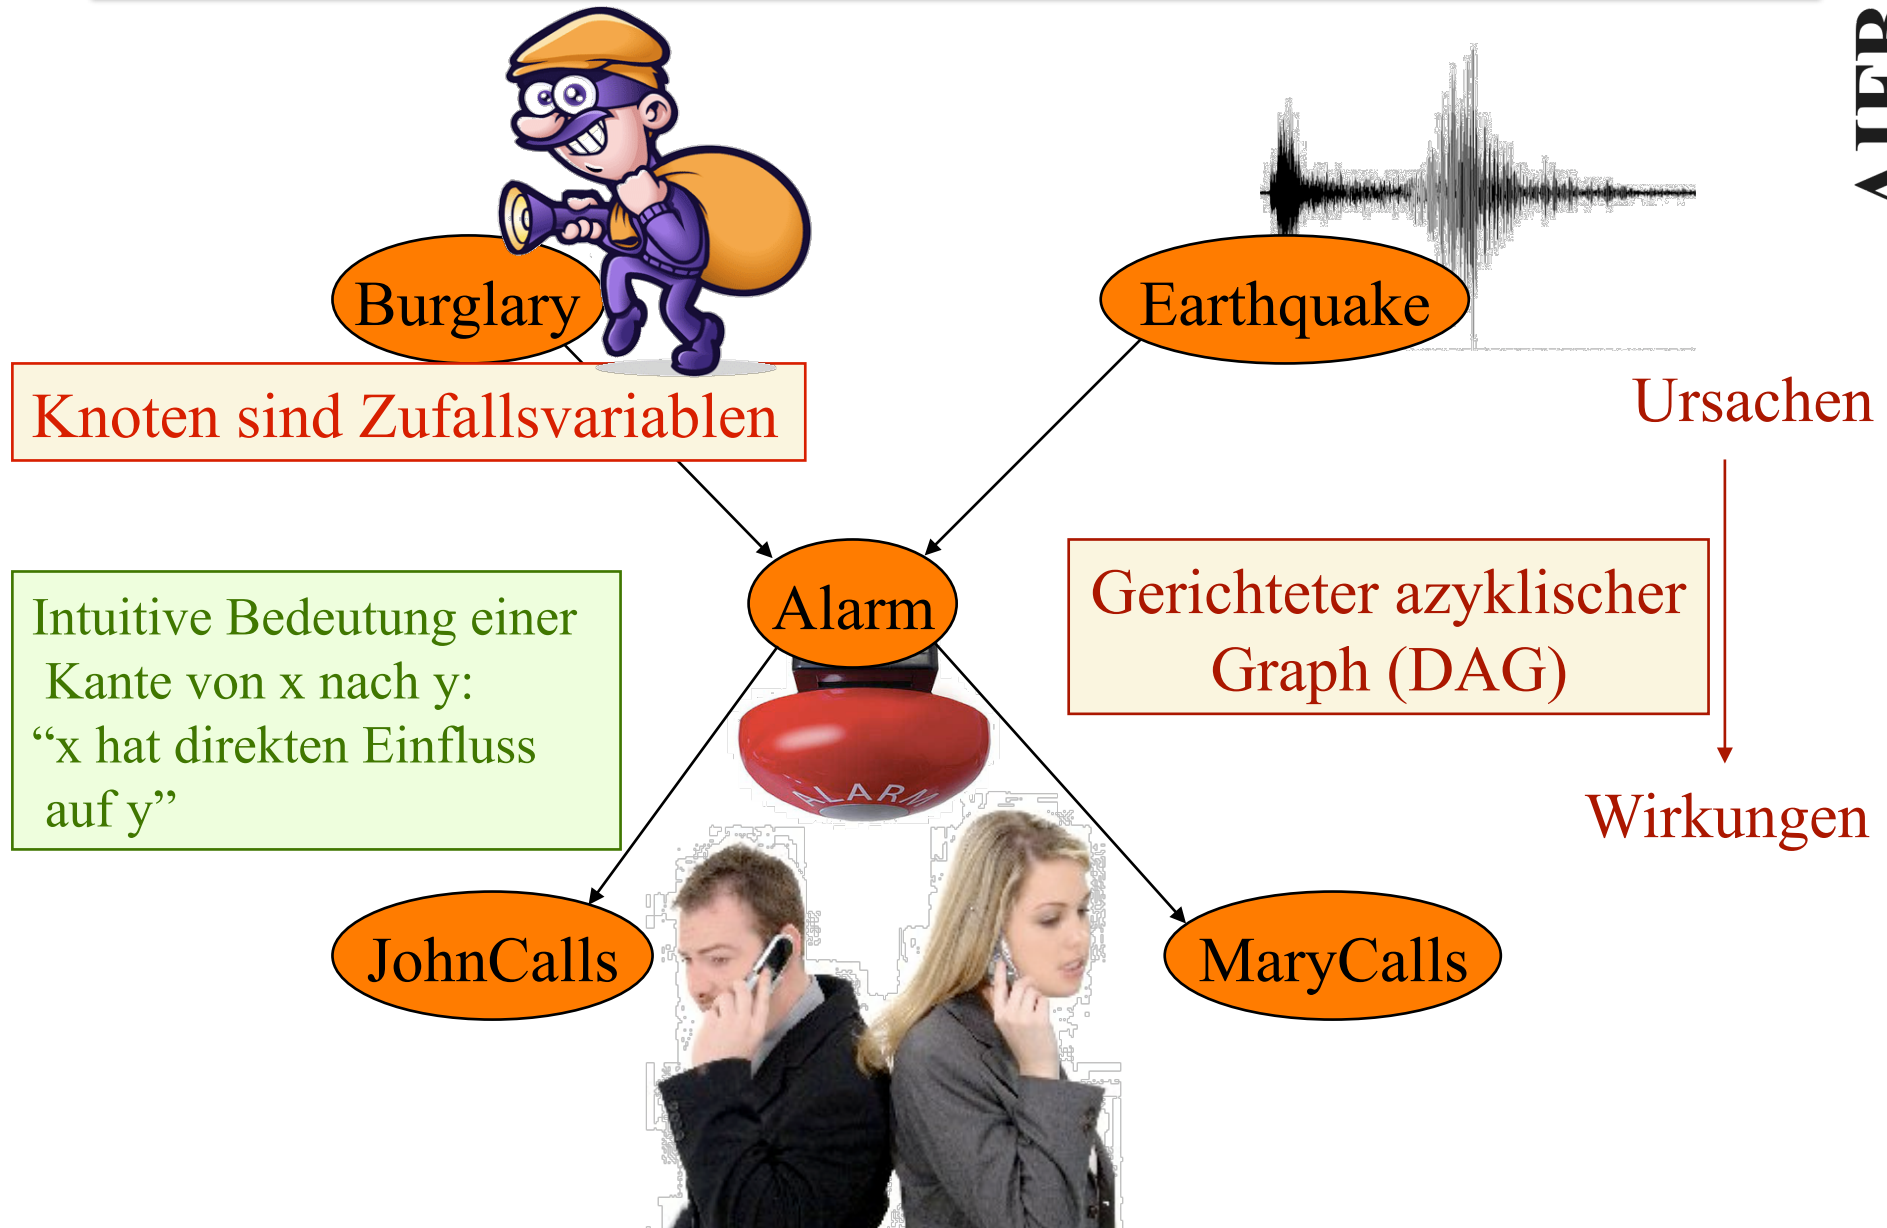 Burglary
Earthquake
Knoten sind Zufallsvariablen
Ursachen
Alarm
Gerichteter azyklischer
Graph (DAG)
Intuitive Bedeutung einer
Kante von x nach y:
“x hat direkten Einfluss
auf y”
ALARM
Wirkungen
JohnCalls
MaryCalls